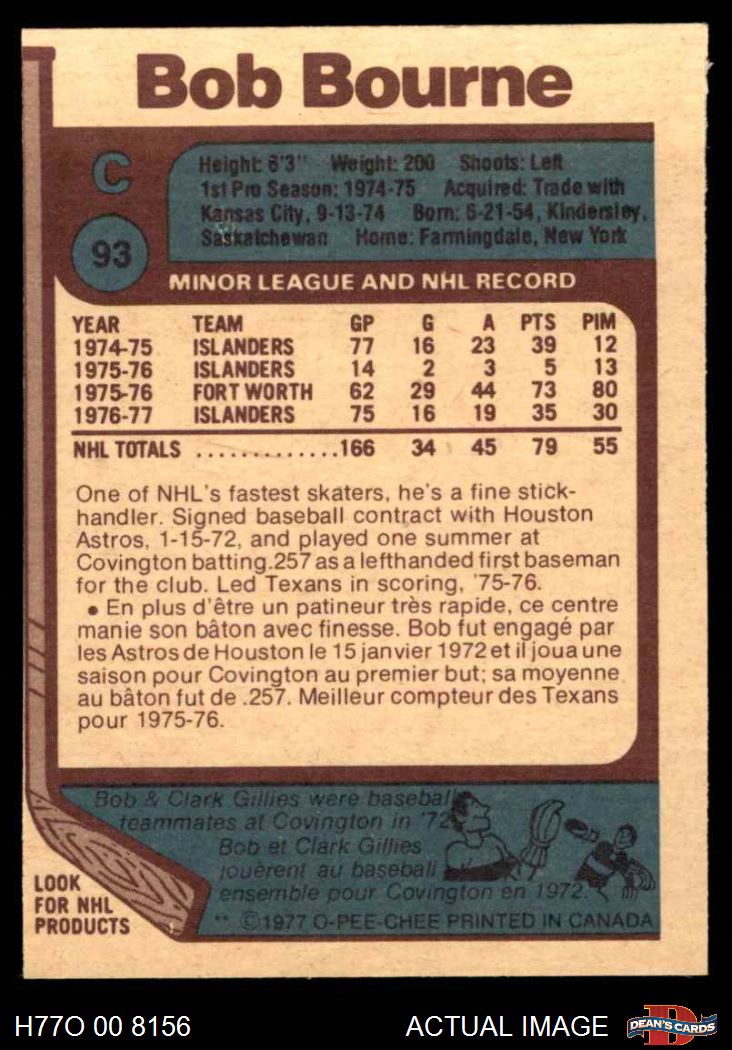 Bob Bourne
C
Height: 6'3" Weight: 200 Shoots: Left
1st Pro Season: 1974-75 Acquired: Trade with
Kansas City, 9-13-74 Born: 6-21-54, Kindersley,
Saskatchewan Home: Farmingdale, New York
93
MINOR LEAGUE AND NHL RECORD
YEAR TEAM GP G A PTS PIM
1974-75 ISLANDERS 77 16 23 39 12
1975-76 ISLANDERS 14 2 3 5 13
1975-76 FORT WORTH 62 29 44 73 80
1976-77 ISLANDERS 75 16 19 35 30
NHL TOTALS .............166 34 45 79 55
One of NHL's fastest skaters, he's a fine stick-
handler. Signed baseball contract with Houston
Astros, 1-15-72, and played one summer at
Covington batting.257 as a lefthanded first baseman
for the club. Led Texans in scoring, '75-76.
• En plus d'être un patineur très rapide, ce centre
manie son bâton avec finesse. Bob fut engagé par
les Astros de Houston le 15 janvier 1972 et il joua une
saison pour Covington au premier but; sa moyenne
au bâton fut de .257. Meilleur compteur des Texans
pour 1975-76.
Bob & Clark Gillies were baseball
teammates at Covington in '72.
Bob et Clark Gillies
jouèrent au baseball
ensemble pour Covington en 1972.
LOOK
FOR NHL
PRODUCTS
** ©1977 O-PEE-CHEE PRINTED IN CANADA
H77O 00 8156 ACTUAL IMAGE
D
DEAN'S CARDS